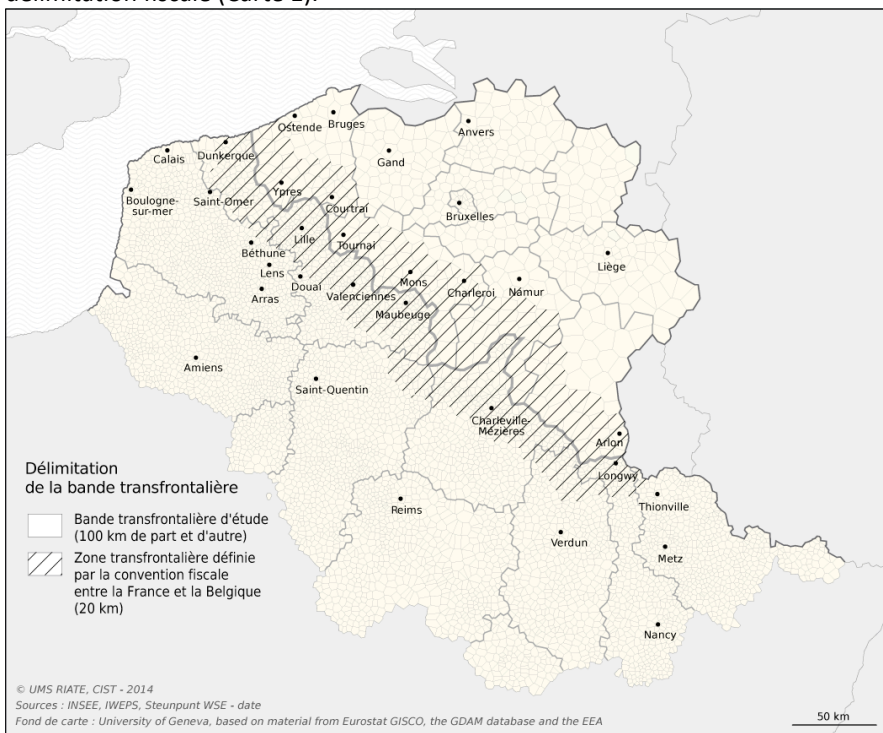 délimitation fiscale (Carte 1).
Ostende
Bruges
Anvers
Dunkerque
Calais
Gand
Boulogne-
sur-mer
Saint-Omer
Ypres
Courtrai
Bruxelles
Lille
Tournai
Béthune
Liège
Lens
Douai
Mons
Arras
Valenciennes
Charleroi
Namur
Maubeuge
Amiens
Saint-Quentin
Charleville-
Mézières
Arlon
Longwy
Thionville
Reims
Verdun
Metz
Nancy
Délimitation
de la bande transfrontalière
Bande transfrontalière d'étude
(100 km de part et d'autre)
Zone transfrontalière définie
par la convention fiscale
entre la France et la Belgique
(20 km)
© UMS RIATE, CIST - 2014
Sources : INSEE, IWEPS, Steunpunt WSE - date
Fond de carte : University of Geneva, based on material from Eurostat GISCO, the GDAM database and the EEA
50 km